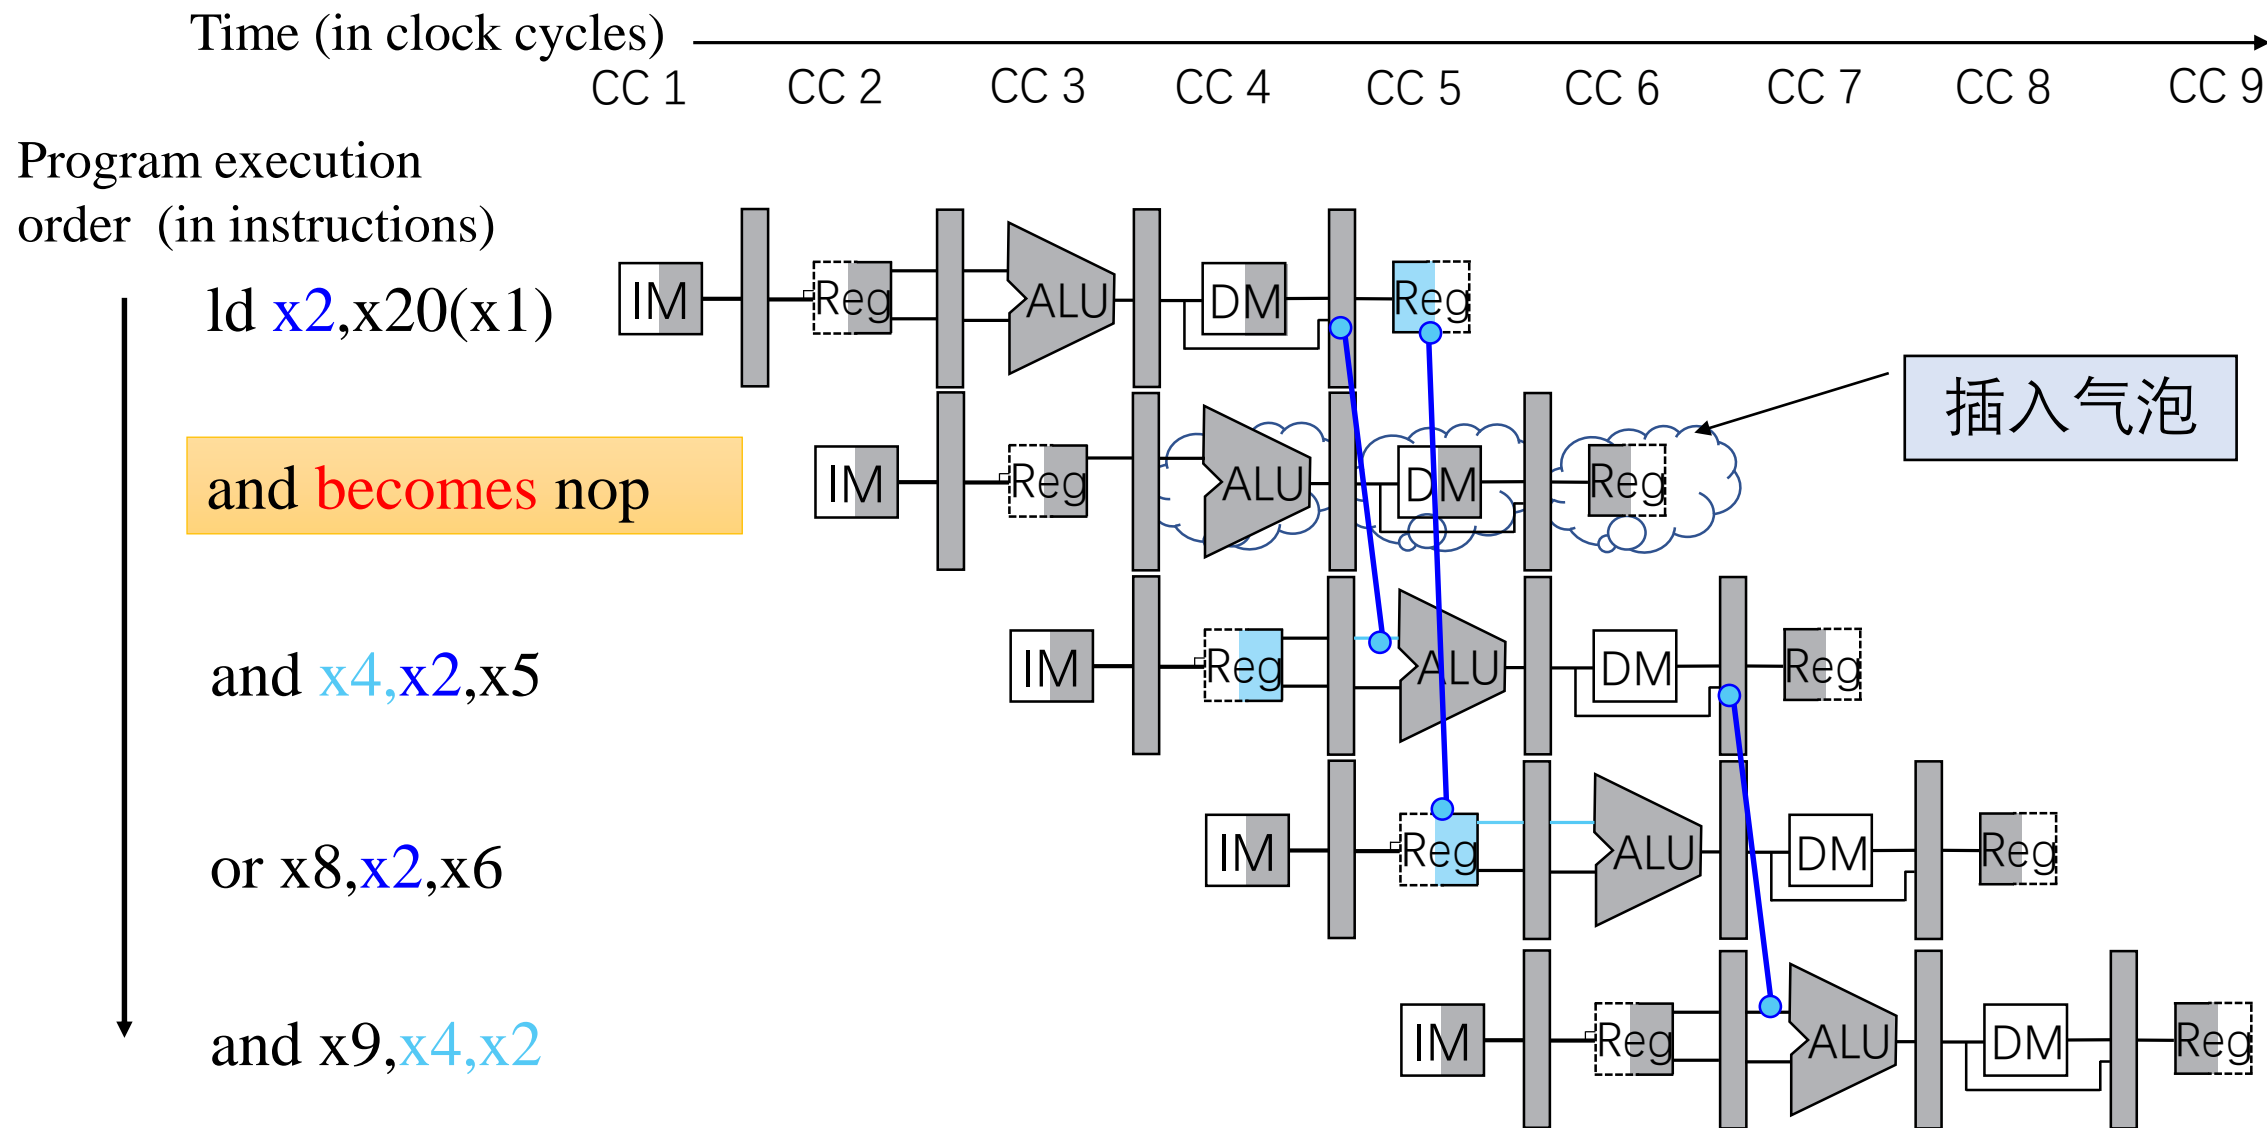 Time (in clock cycles)
CC 1 CC 2 CC 3 CC 4 CC 5 CC 6 CC 7 CC 8 CC 9
Program execution
order (in instructions)
ld x2,x20(x1)
IM Reg ALU DM Reg
插入气泡
and becomes nop
IM Reg ALU DM Reg
and x4,x2,x5
IM Reg ALU DM Reg
or x8,x2,x6
IM Reg ALU DM Reg
and x9,x4,x2
IM Reg ALU DM Reg